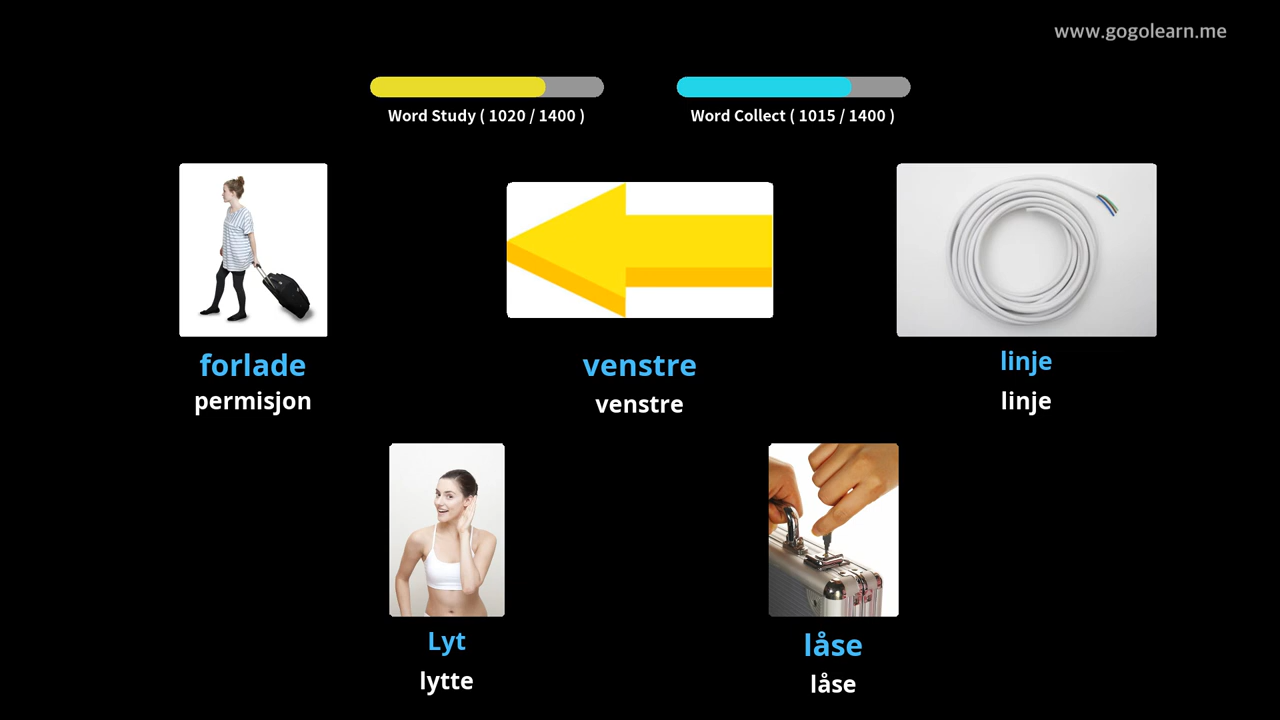 www.gogolearn.me
Word Study ( 1020 / 1400 )
Word Collect ( 1015 / 1400 )
forlade
permisjon
venstre
venstre
linje
linje
Lyt
lytte
låse
låse